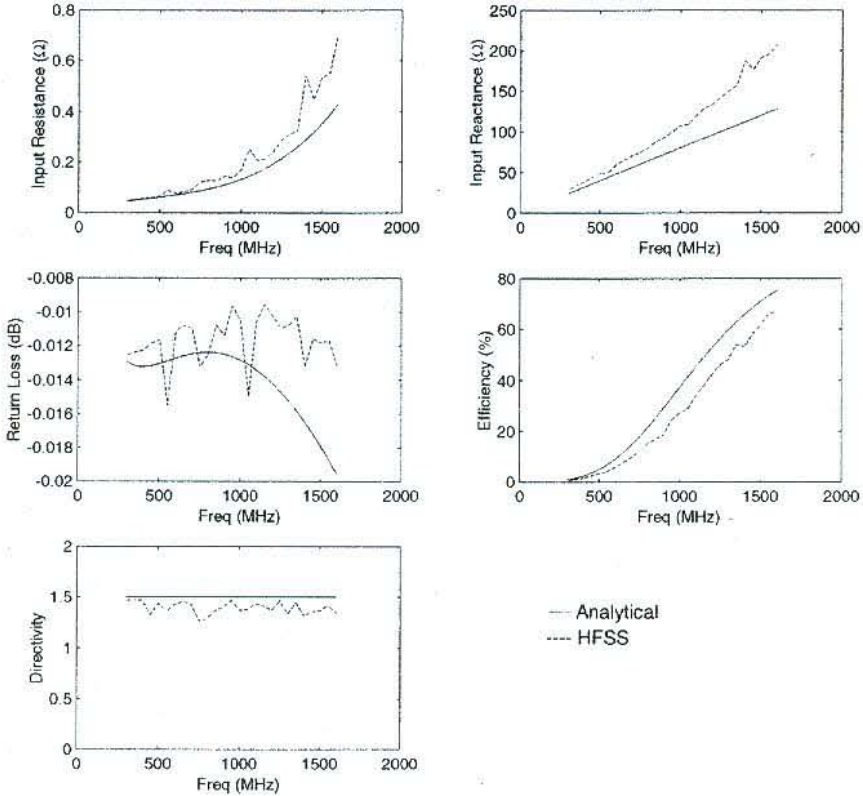 0.8
0.6
0.4
0.2
0
0 500 1000 1500 2000
Freq (MHz)
Input Resistance (Ω)
250
200
150
100
50
0
0 500 1000 1500 2000
Freq (MHz)
Input Reactance (Ω)
-0.008
-0.01
-0.012
-0.014
-0.016
-0.018
-0.02
0 500 1000 1500 2000
Freq (MHz)
Return Loss (dB)
80
60
40
20
0
0 500 1000 1500 2000
Freq (MHz)
Efficiency (%)
2
1.5
1
0.5
0
0 500 1000 1500 2000
Freq (MHz)
Directivity
Analytical
HFSS